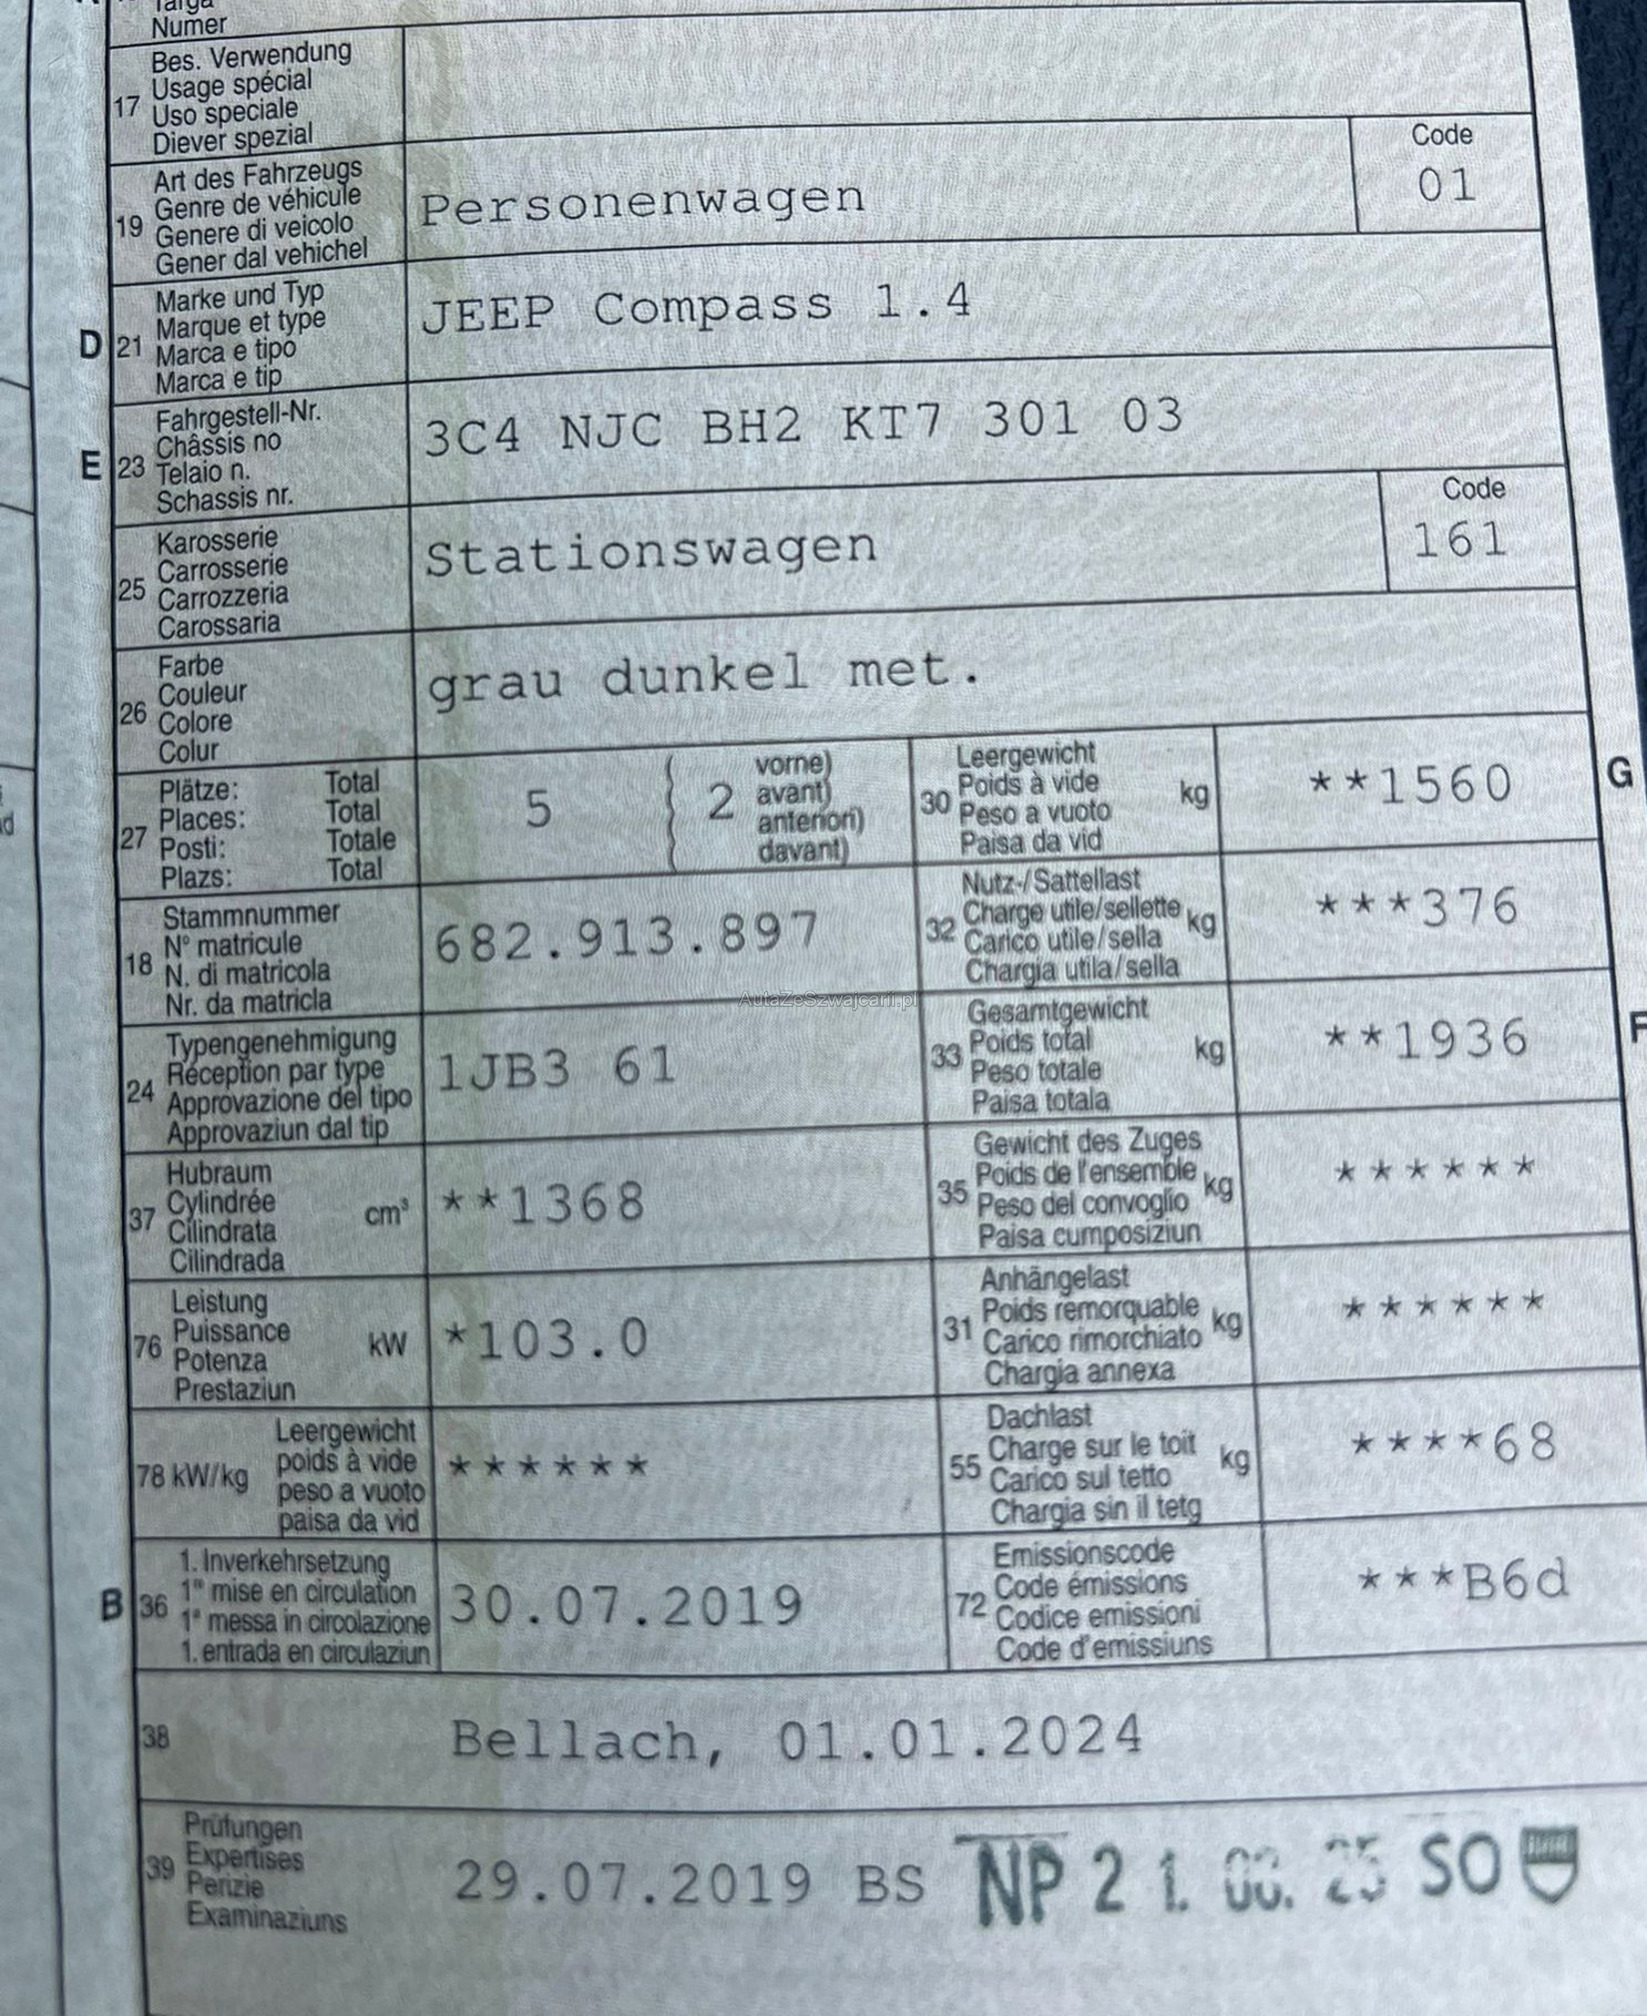 Targa
Numer
17 Bes. Verwendung
Usage spécial
Uso speciale
Diever spezial
19 Art des Fahrzeugs
Genre de véhicule
Genere di veicolo
Gener dal vehichel
Personenwagen
Code
01
D 21 Marke und Typ
Marque et type
Marca e tipo
Marca e tip
JEEP Compass 1.4
E 23 Fahrgestell-Nr.
Châssis no
Telaio n.
Schassis nr.
3C4 NJC BH2 KT7 301 03
25 Karosserie
Carrosserie
Carrozzeria
Carossaria
Stationswagen
Code
161
26 Farbe
Couleur
Colore
Colur
grau dunkel met.
27 Plätze: Total
Places: Total
Posti: Totale
Plazs: Total
5
2 vorne)
avant)
anteriori)
davant)
30 Leergewicht
Poids à vide kg
Peso a vuoto
Paisa da vid
**1560
G
18 Stammnummer
N° matricule
N. di matricola
Nr. da matricla
682.913.897
32 Nutz-/Sattellast
Charge utile/sellette kg
Carico utile/sella
Chargia utila/sella
***376
AutaZeSzwajcarii.pl
24 Typengenehmigung
Réception par type
Approvazione del tipo
Approvaziun dal tip
1JB3 61
33 Gesamtgewicht
Poids total kg
Peso totale
Paisa totala
**1936
F
37 Hubraum
Cylindrée cm³
Cilindrata
Cilindrada
**1368
35 Gewicht des Zuges
Poids de l'ensemble kg
Peso del convoglio
Paisa cumposiziun
******
76 Leistung
Puissance kW
Potenza
Prestaziun
*103.0
31 Anhängelast
Poids remorquable kg
Carico rimorchiato
Chargia annexa
******
78 kW/kg Leergewicht
poids à vide
peso a vuoto
paisa da vid
******
55 Dachlast
Charge sur le toit kg
Carico sul tetto
Chargia sin il tetg
****68
B 36 1. Inverkehrsetzung
1re mise en circulation
1a messa in circolazione
1. entrada en circulaziun
30.07.2019
72 Emissionscode
Code émissions
Codice emissioni
Code d'emissiuns
***B6d
38 Bellach, 01.01.2024
39 Prüfungen
Expertises
Perizie
Examinaziuns
29.07.2019 BS NP 21. SO